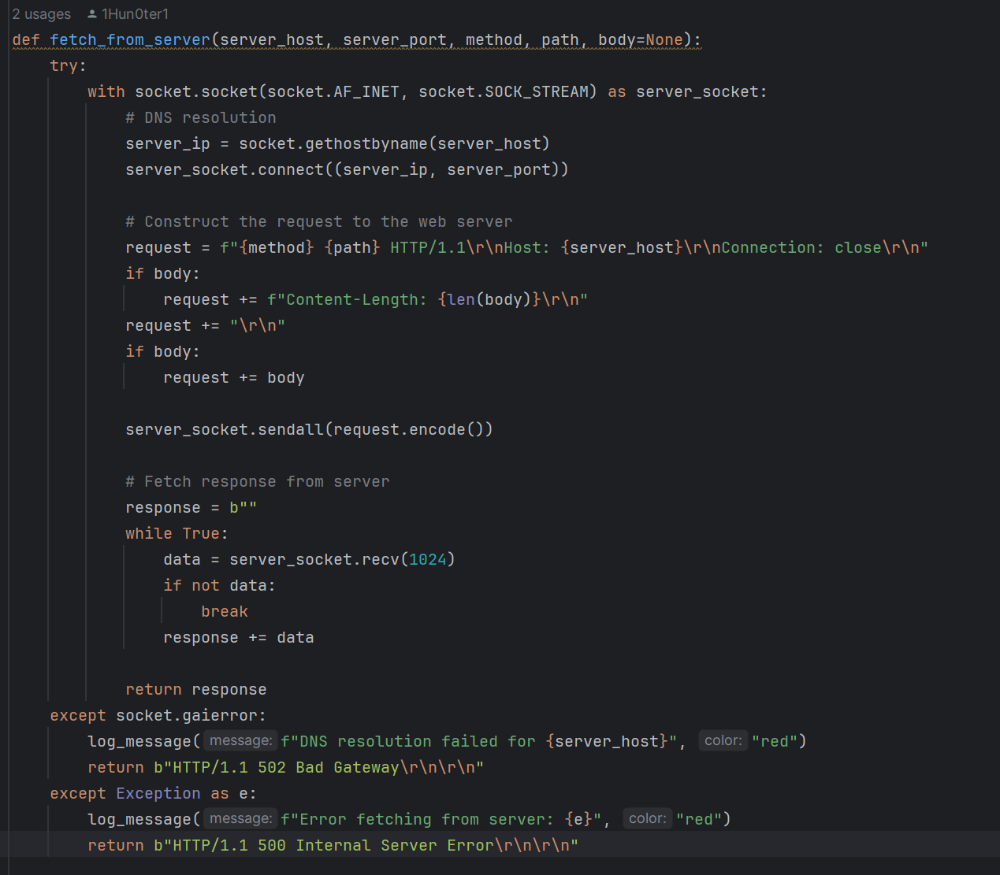 2 usages 1Hun0ter1
def fetch_from_server(server_host, server_port, method, path, body=None):
    try:
        with socket.socket(socket.AF_INET, socket.SOCK_STREAM) as server_socket:
            # DNS resolution
            server_ip = socket.gethostbyname(server_host)
            server_socket.connect((server_ip, server_port))

            # Construct the request to the web server
            request = f"{method} {path} HTTP/1.1\r\nHost: {server_host}\r\nConnection: close\r\n"
            if body:
                request += f"Content-Length: {len(body)}\r\n"
            request += "\r\n"
            if body:
                request += body

            server_socket.sendall(request.encode())

            # Fetch response from server
            response = b""
            while True:
                data = server_socket.recv(1024)
                if not data:
                    break
                response += data

            return response
    except socket.gaierror:
        log_message( message: f"DNS resolution failed for {server_host}", color: "red")
        return b"HTTP/1.1 502 Bad Gateway\r\n\r\n"
    except Exception as e:
        log_message( message: f"Error fetching from server: {e}", color: "red")
        return b"HTTP/1.1 500 Internal Server Error\r\n\r\n"